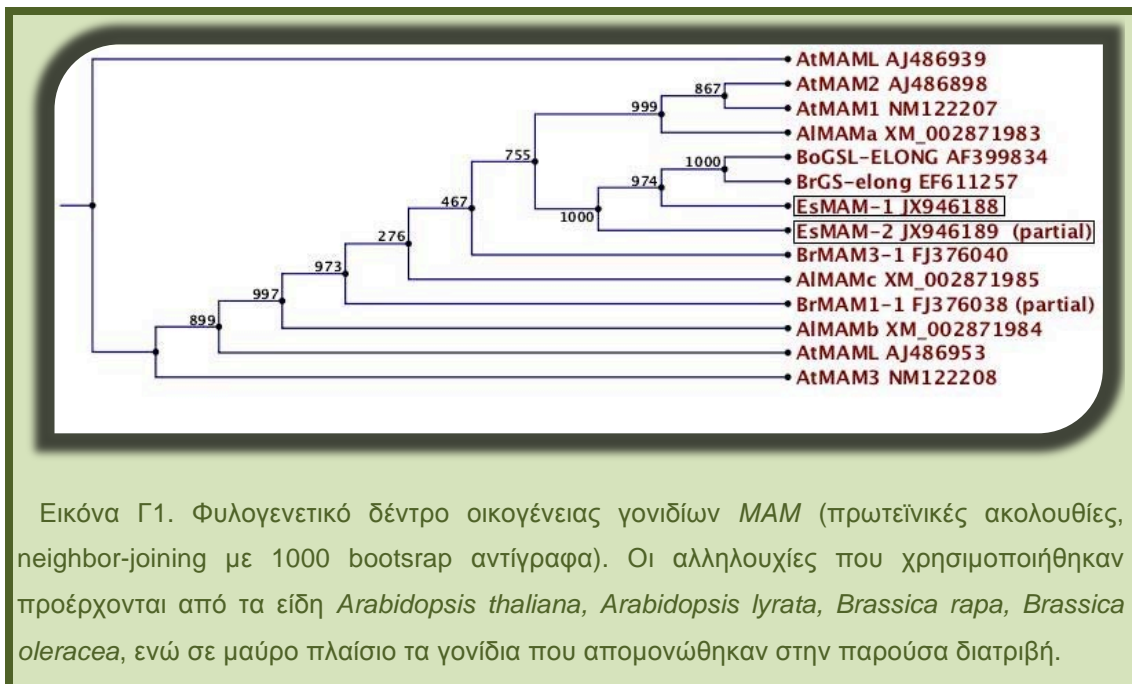 AtMAML AJ486939
867
AtMAM2 AJ486898
999
AtMAM1 NM122207
AlMAMa XM_002871983
755
1000
BoGSL-ELONG AF399834
974
BrGS-elong EF611257
467
EsMAM-1 JX946188
1000
276
EsMAM-2 JX946189 (partial)
BrMAM3-1 FJ376040
973
AlMAMc XM_002871985
997
BrMAM1-1 FJ376038 (partial)
899
AlMAMb XM_002871984
AtMAML AJ486953
AtMAM3 NM122208
Εικόνα Γ1. Φυλογενετικό δέντρο οικογένειας γονιδίων MAM (πρωτεϊνικές ακολουθίες,
neighbor-joining με 1000 bootsrap αντίγραφα). Οι αλληλουχίες που χρησιμοποιήθηκαν
προέρχονται από τα είδη Arabidopsis thaliana, Arabidopsis lyrata, Brassica rapa, Brassica
oleracea, ενώ σε μαύρο πλαίσιο τα γονίδια που απομονώθηκαν στην παρούσα διατριβή.